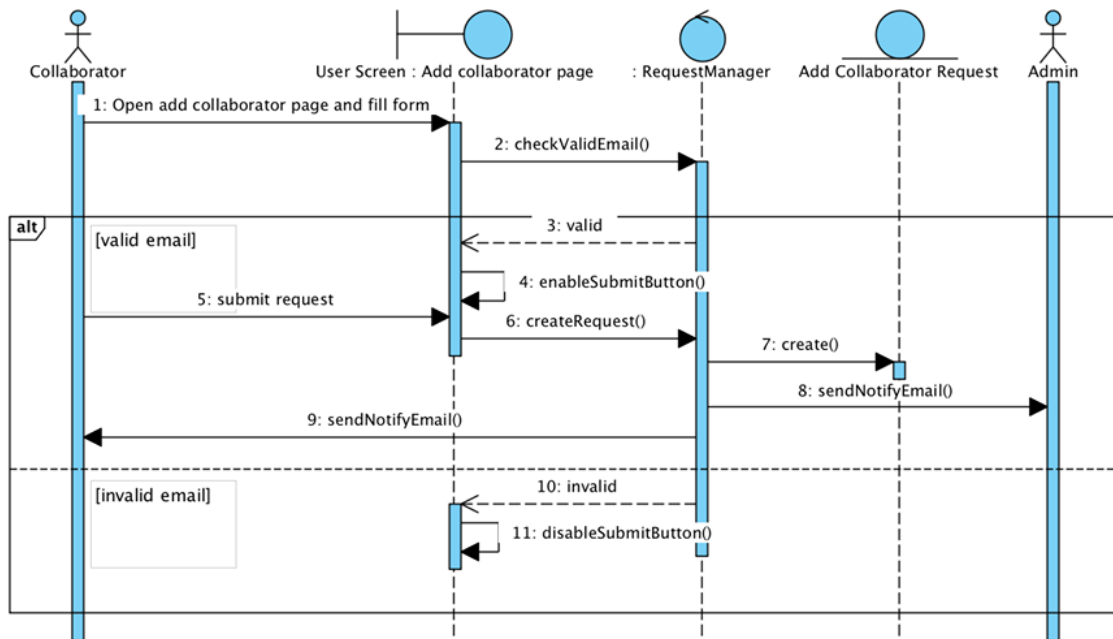 Collaborator
User Screen : Add collaborator page
: RequestManager
Add Collaborator Request
Admin
1: Open add collaborator page and fill form
2: checkValidEmail()
alt
[valid email]
3: valid
4: enableSubmitButton()
5: submit request
6: createRequest()
7: create()
8: sendNotifyEmail()
9: sendNotifyEmail()
[invalid email]
10: invalid
11: disableSubmitButton()